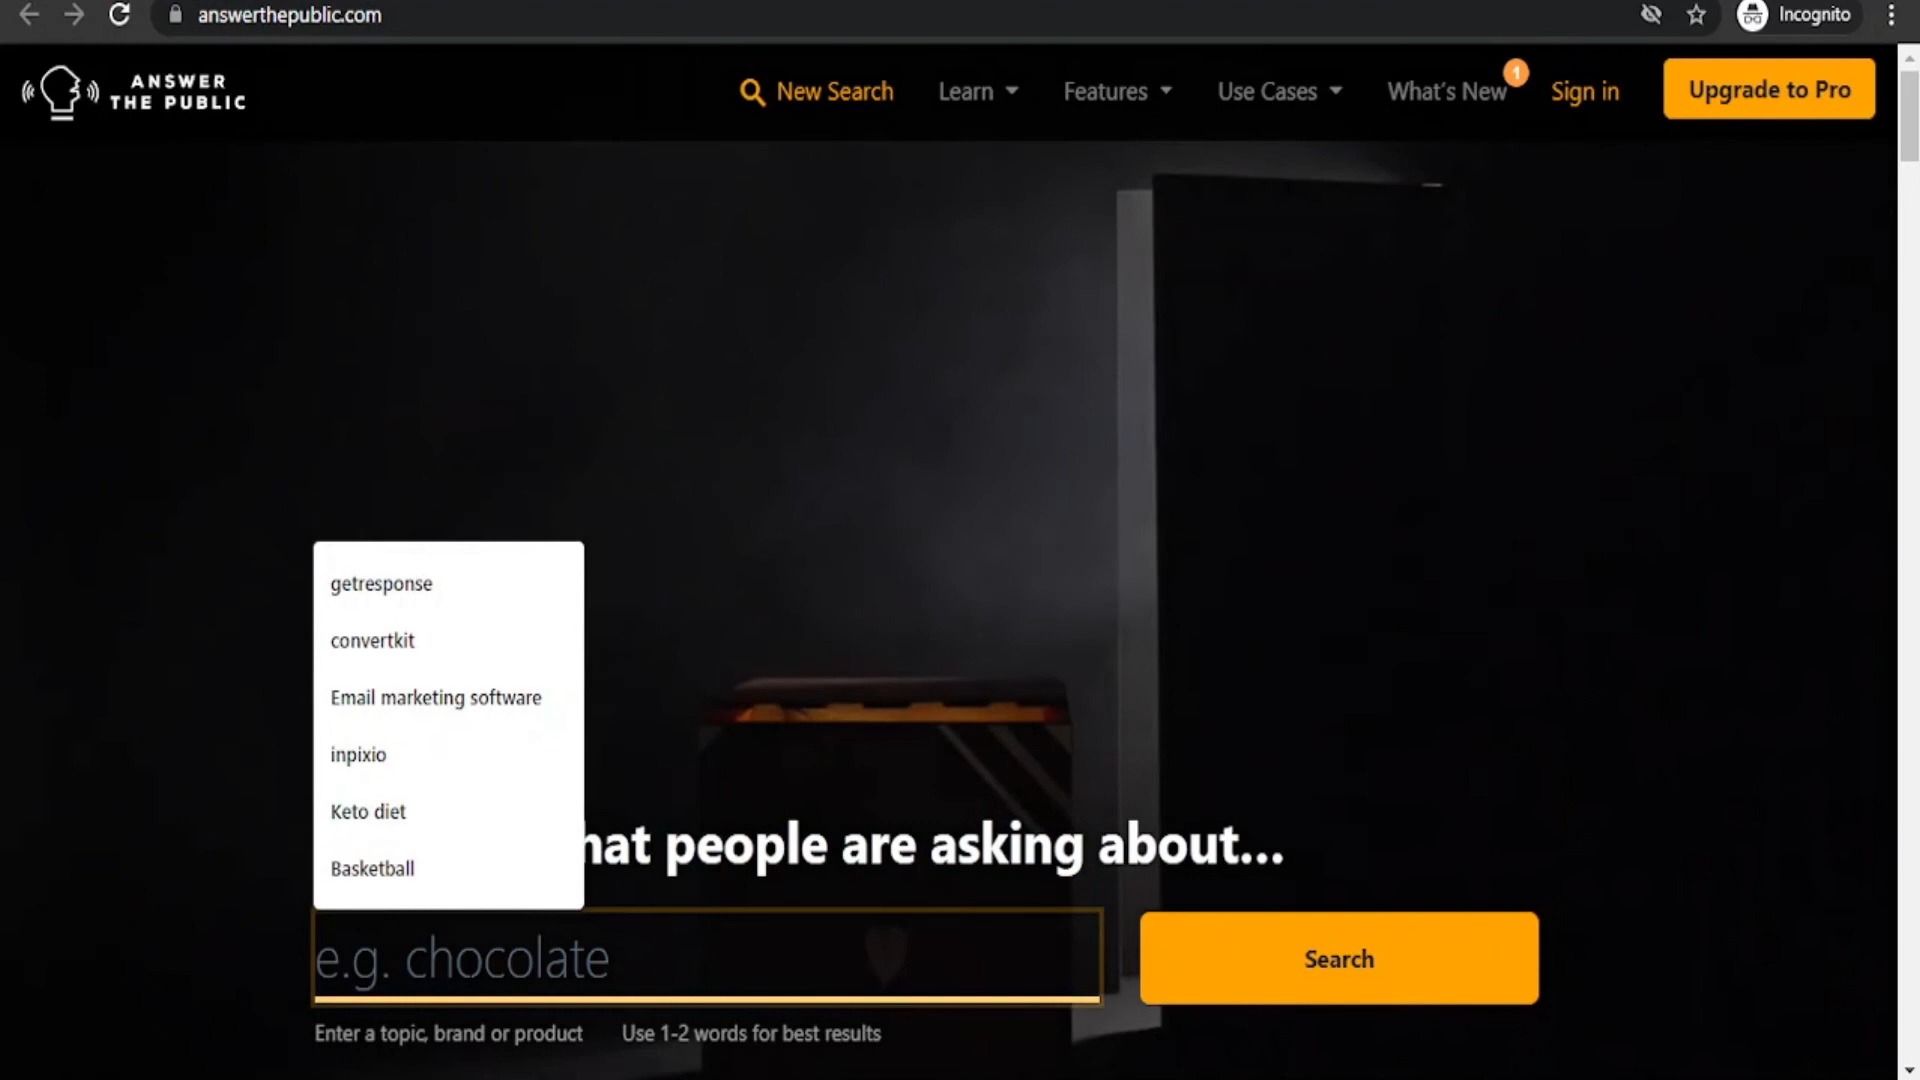 answerthepublic.com
Incognito
ANSWER
THE PUBLIC
New Search
Learn
Features
Use Cases
What's New
1
Sign in
Upgrade to Pro
getresponse
convertkit
Email marketing software
inpixio
Keto diet
Basketball
hat people are asking about...
e.g. chocolate
Search
Enter a topic, brand or product
Use 1-2 words for best results